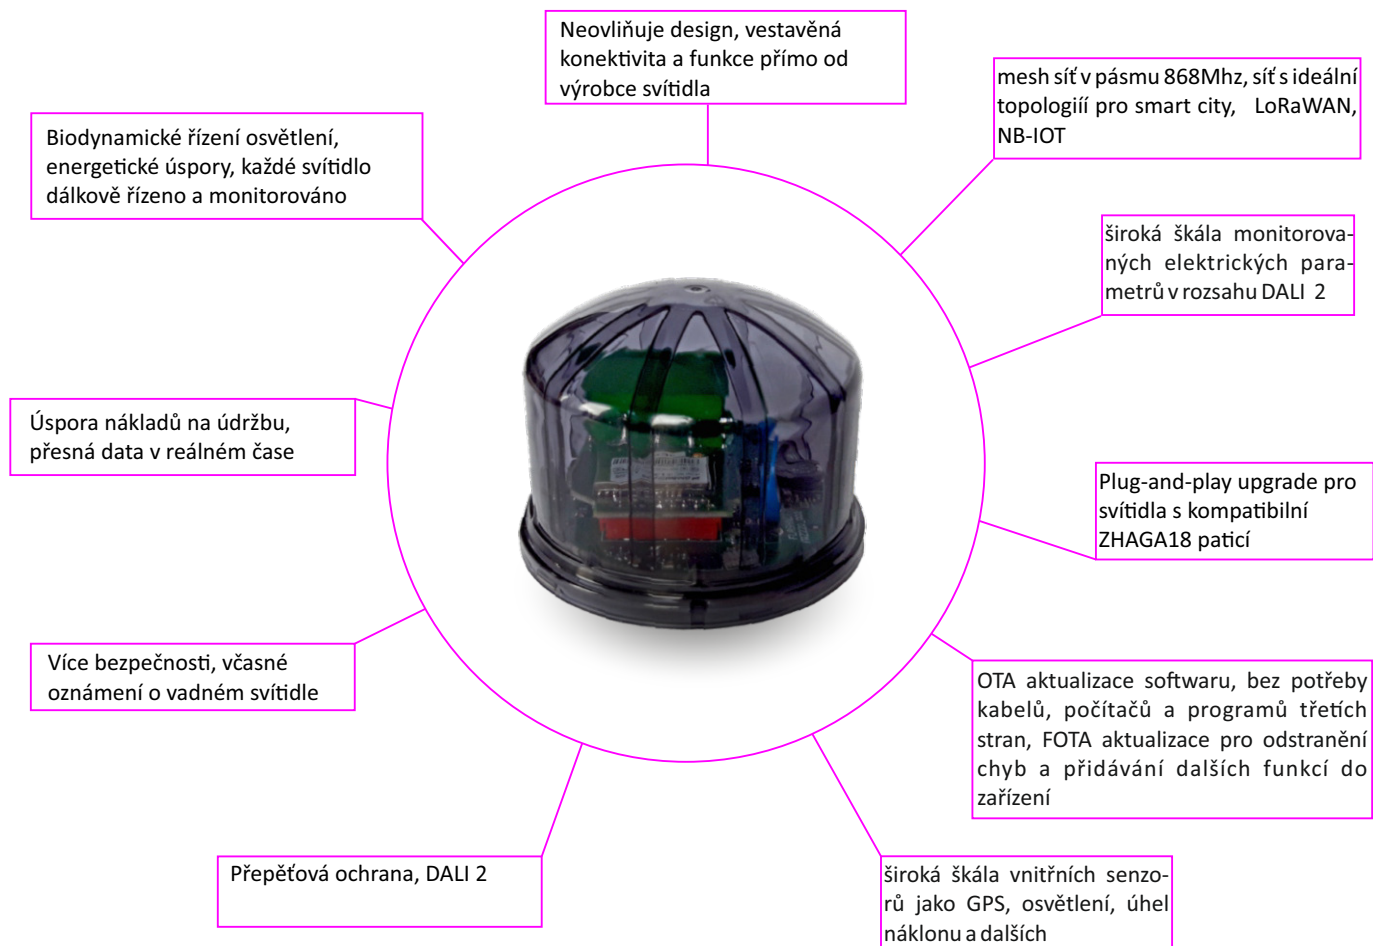 Neovliňuje design, vestavěná
konektivita a funkce přímo od
výrobce svítidla
mesh síť v pásmu 868Mhz, síť s ideální
topologiíí pro smart city, LoRaWAN,
NB-IOT
Biodynamické řízení osvětlení,
energetické úspory, každé svítidlo
dálkově řízeno a monitorováno
široká škála monitorova-
ných elektrických para-
metrů v rozsahu DALI 2
Úspora nákladů na údržbu,
přesná data v reálném čase
Plug-and-play upgrade pro
svítidla s kompatibilní
ZHAGA18 paticí
Více bezpečnosti, včasné
oznámení o vadném svítidle
OTA aktualizace softwaru, bez potřeby
kabelů, počítačů a programů třetích
stran, FOTA aktualizace pro odstranění
chyb a přidávání dalších funkcí do
zařízení
Přepěťová ochrana, DALI 2
široká škála vnitřních senzo-
rů jako GPS, osvětlení, úhel
náklonu a dalších